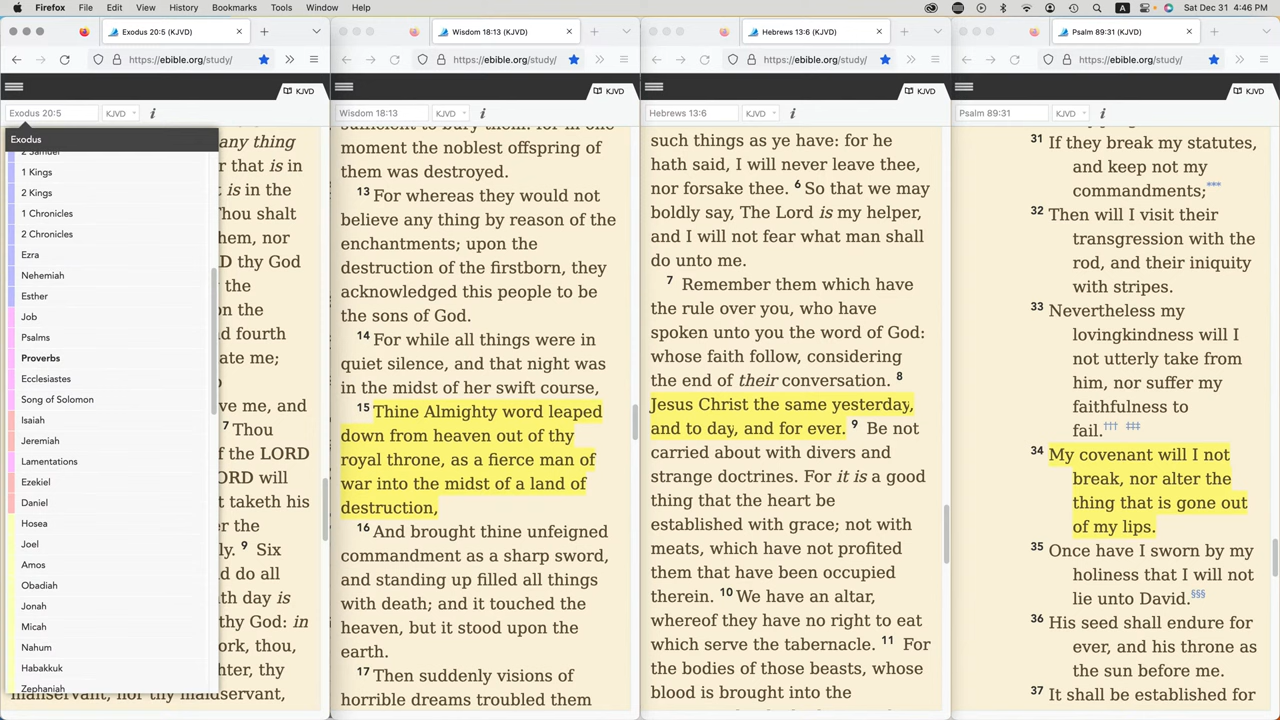 Firefox File Edit View History Bookmarks Tools Window Help
A
Sat Dec 31 4:46 PM
Exodus 20:5 (KJVD)
https://ebible.org/study/
KJVD
Exodus 20:5 KJVD i
Exodus
2 Samuel
1 Kings
2 Kings
1 Chronicles
2 Chronicles
Ezra
Nehemiah
Esther
Job
Psalms
Proverbs
Ecclesiastes
Song of Solomon
Isaiah
Jeremiah
Lamentations
Ezekiel
Daniel
Hosea
Joel
Amos
Obadiah
Jonah
Micah
Nahum
Habakkuk
Zephaniah
any thing
r that is in
is in the
Thou shalt
hem, nor
D thy God
the
on the
d fourth
ate me;
ve me, and
7 Thou
f the LORD
ORD will
t taketh his
r the
ly. 9 Six
d do all
th day is
thy God: in
ork, thou,
hter, thy
manservant, nor thy maidservant,
Wisdom 18:13 (KJVD)
https://ebible.org/study/
KJVD
Wisdom 18:13 KJVD i
sufficient to bury them: for in one
moment the noblest offspring of
them was destroyed.
13 For whereas they would not
believe any thing by reason of the
enchantments; upon the
destruction of the firstborn, they
acknowledged this people to be
the sons of God.
14 For while all things were in
quiet silence, and that night was
in the midst of her swift course,
15 Thine Almighty word leaped
down from heaven out of thy
royal throne, as a fierce man of
war into the midst of a land of
destruction,
16 And brought thine unfeigned
commandment as a sharp sword,
and standing up filled all things
with death; and it touched the
heaven, but it stood upon the
earth.
17 Then suddenly visions of
horrible dreams troubled them
Hebrews 13:6 (KJVD)
https://ebible.org/study/
KJVD
Hebrews 13:6 KJVD i
such things as ye have: for he
hath said, I will never leave thee,
nor forsake thee. 6 So that we may
boldly say, The Lord is my helper,
and I will not fear what man shall
do unto me.
7 Remember them which have
the rule over you, who have
spoken unto you the word of God:
whose faith follow, considering
the end of their conversation. 8
Jesus Christ the same yesterday,
and to day, and for ever. 9 Be not
carried about with divers and
strange doctrines. For it is a good
thing that the heart be
established with grace; not with
meats, which have not profited
them that have been occupied
therein. 10 We have an altar,
whereof they have no right to eat
which serve the tabernacle. 11 For
the bodies of those beasts, whose
blood is brought into the
Psalm 89:31 (KJVD)
https://ebible.org/study/
KJVD
Psalm 89:31 KJVD i
31 If they break my statutes,
and keep not my
commandments;***
32 Then will I visit their
transgression with the
rod, and their iniquity
with stripes.
33 Nevertheless my
lovingkindness will I
not utterly take from
him, nor suffer my
faithfulness to
fail.††† ‡‡‡
34 My covenant will I not
break, nor alter the
thing that is gone out
of my lips.
35 Once have I sworn by my
holiness that I will not
lie unto David.§§§
36 His seed shall endure for
ever, and his throne as
the sun before me.
37 It shall be established for